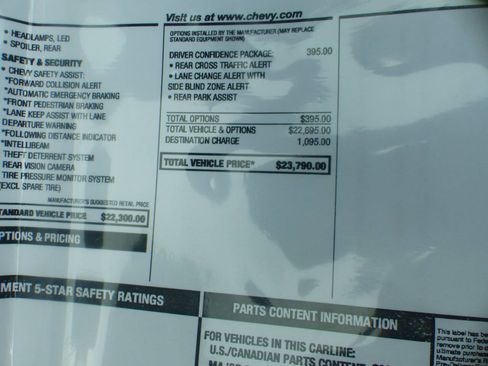 Visit us at www.chevy.com
• HEADLAMPS, LED
• SPOILER, REAR
SAFETY & SECURITY
• CHEVY SAFETY ASSIST:
*FORWARD COLLISION ALERT
*AUTOMATIC EMERGENCY BRAKING
*FRONT PEDESTRIAN BRAKING
*LANE KEEP ASSIST WITH LANE
DEPARTURE WARNING
*FOLLOWING DISTANCE INDICATOR
*INTELLIBEAM
THEFT DETERRENT SYSTEM
REAR VISION CAMERA
TIRE PRESSURE MONITOR SYSTEM
(EXCL SPARE TIRE)
MANUFACTURER'S SUGGESTED RETAIL PRICE
STANDARD VEHICLE PRICE $22,300.00
OPTIONS & PRICING
OPTIONS INSTALLED BY THE MANUFACTURER (MAY REPLACE
STANDARD EQUIPMENT SHOWN)
DRIVER CONFIDENCE PACKAGE: 395.00
• REAR CROSS TRAFFIC ALERT
• LANE CHANGE ALERT WITH
SIDE BLIND ZONE ALERT
• REAR PARK ASSIST
TOTAL OPTIONS $395.00
TOTAL VEHICLE & OPTIONS $22,695.00
DESTINATION CHARGE 1,095.00
TOTAL VEHICLE PRICE* $23,790.00
MENT 5-STAR SAFETY RATINGS
PARTS CONTENT INFORMATION
FOR VEHICLES IN THIS CARLINE:
U.S./CANADIAN PARTS CONTENT:
This label has be
pursuant to Fede
remove prior to d
ultimate purchas
Manufacturer's R